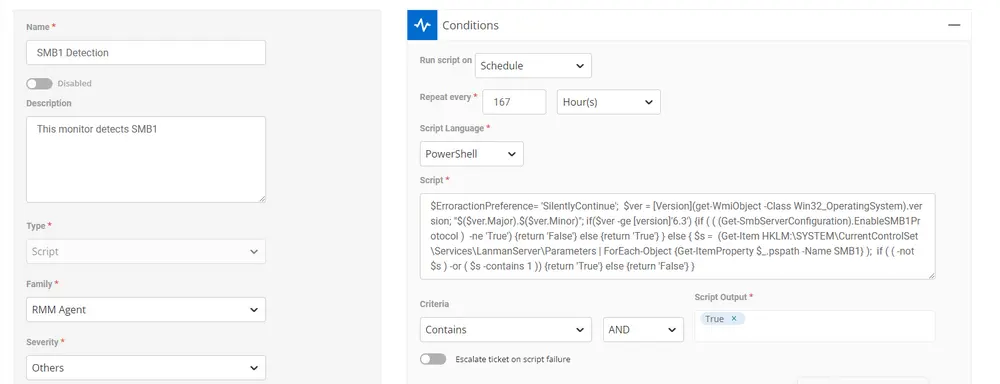 Name *
SMB1 Detection
Disabled
Description
This monitor detects SMB1
Type *
Script
Family *
RMM Agent
Severity *
Others
Conditions
Run script on
Schedule
Repeat every *
167
Hour(s)
Script Language *
PowerShell
Script *
$ErroractionPreference= 'SilentlyContinue';  $ver = [Version](get-WmiObject -Class Win32_OperatingSystem).ver
sion; "$($ver.Major).$($ver.Minor)"; if($ver -ge [version]'6.3') {if ( ( (Get-SmbServerConfiguration).EnableSMB1Pr
otocol )  -ne 'True') {return 'False'} else {return 'True'} } else { $s =  (Get-Item HKLM:\SYSTEM\CurrentControlSet
\Services\LanmanServer\Parameters | ForEach-Object {Get-ItemProperty $_.pspath -Name SMB1} );  if ( ( -not
$s ) -or ( $s -contains 1 )) {return 'True'} else {return 'False'} }
Criteria
Contains
AND
Script Output *
True ×
Escalate ticket on script failure